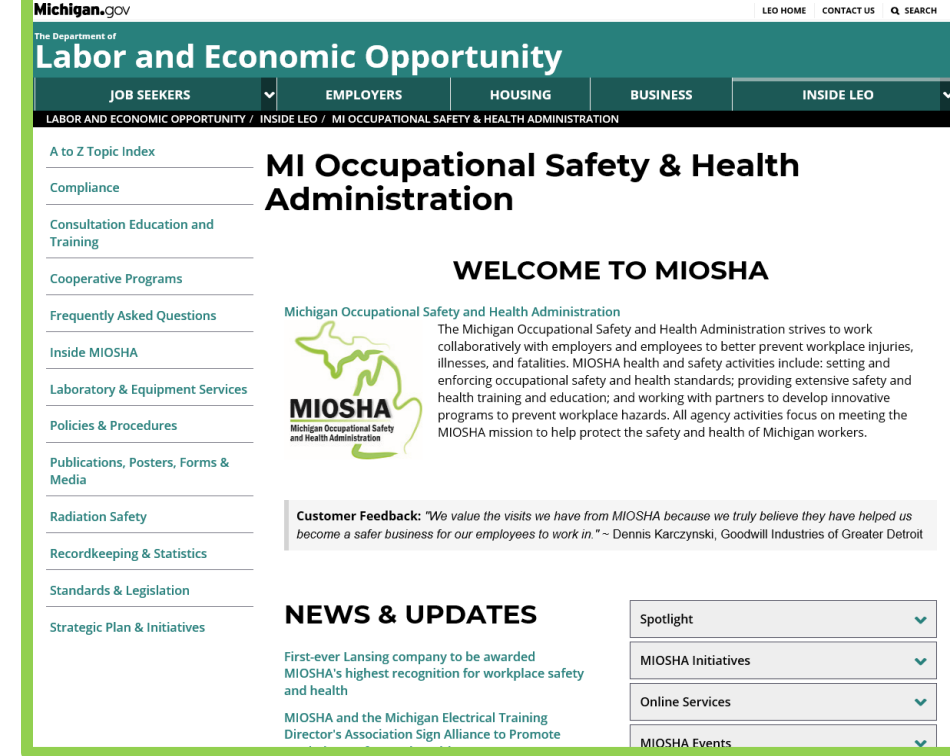 Michigan.gov
LEO HOME CONTACT US SEARCH
The Department of
Labor and Economic Opportunity
JOB SEEKERS EMPLOYERS HOUSING BUSINESS INSIDE LEO
LABOR AND ECONOMIC OPPORTUNITY / INSIDE LEO / MI OCCUPATIONAL SAFETY & HEALTH ADMINISTRATION
A to Z Topic Index
Compliance
Consultation Education and
Training
Cooperative Programs
Frequently Asked Questions
Inside MIOSHA
Laboratory & Equipment Services
Policies & Procedures
Publications, Posters, Forms &
Media
Radiation Safety
Recordkeeping & Statistics
Standards & Legislation
Strategic Plan & Initiatives
MI Occupational Safety & Health
Administration
WELCOME TO MIOSHA
Michigan Occupational Safety and Health Administration
MIOSHA
Michigan Occupational Safety
and Health Administration
The Michigan Occupational Safety and Health Administration strives to work
collaboratively with employers and employees to better prevent workplace injuries,
illnesses, and fatalities. MIOSHA health and safety activities include: setting and
enforcing occupational safety and health standards; providing extensive safety and
health training and education; and working with partners to develop innovative
programs to prevent workplace hazards. All agency activities focus on meeting the
MIOSHA mission to help protect the safety and health of Michigan workers.
Customer Feedback: "We value the visits we have from MIOSHA because we truly believe they have helped us
become a safer business for our employees to work in." ~ Dennis Karczynski, Goodwill Industries of Greater Detroit
NEWS & UPDATES
First-ever Lansing company to be awarded
MIOSHA's highest recognition for workplace safety
and health
MIOSHA and the Michigan Electrical Training
Director's Association Sign Alliance to Promote
Spotlight
MIOSHA Initiatives
Online Services
MIOSHA Events